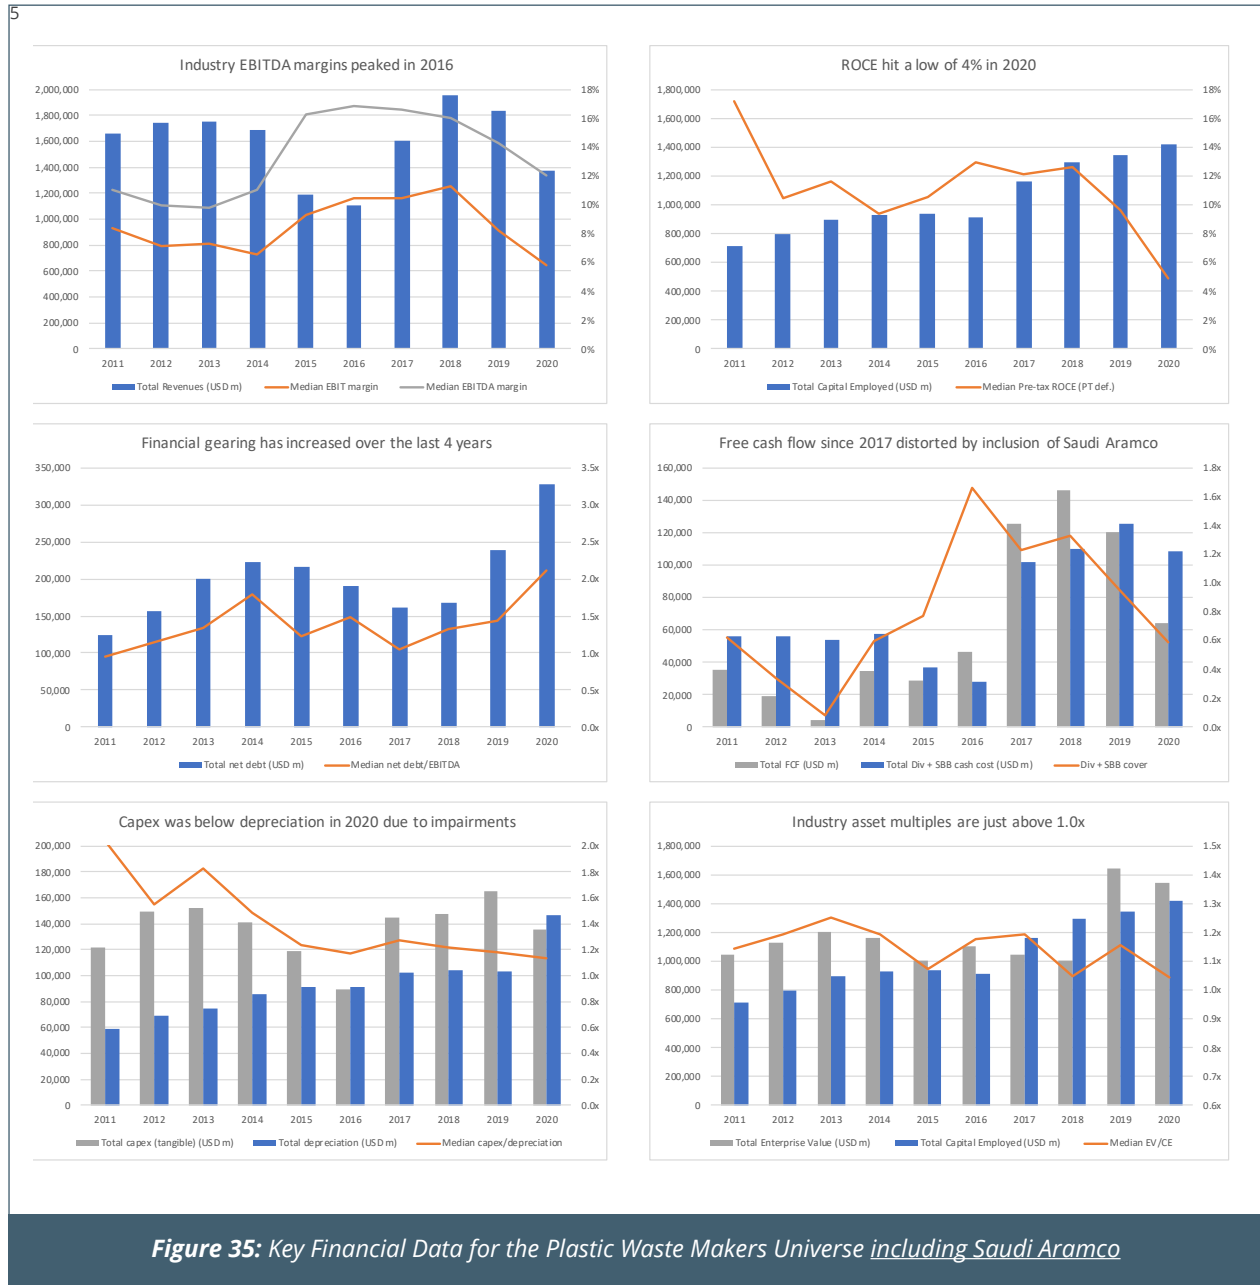 5
Industry EBITDA margins peaked in 2016
2,000,000
1,800,000
1,600,000
1,400,000
1,200,000
1,000,000
800,000
600,000
400,000
200,000
0
18%
16%
14%
12%
10%
8%
6%
4%
2%
0%
2011 2012 2013 2014 2015 2016 2017 2018 2019 2020
Total Revenues (USD m) Median EBIT margin Median EBITDA margin
ROCE hit a low of 4% in 2020
1,800,000
1,600,000
1,400,000
1,200,000
1,000,000
800,000
600,000
400,000
200,000
0
18%
16%
14%
12%
10%
8%
6%
4%
2%
0%
2011 2012 2013 2014 2015 2016 2017 2018 2019 2020
Total Capital Employed (USD m) Median Pre-tax ROCE (PT def.)
Financial gearing has increased over the last 4 years
350,000
300,000
250,000
200,000
150,000
100,000
50,000
0
3.5x
3.0x
2.5x
2.0x
1.5x
1.0x
0.5x
0.0x
2011 2012 2013 2014 2015 2016 2017 2018 2019 2020
Total net debt (USD m) Median net debt/EBITDA
Free cash flow since 2017 distorted by inclusion of Saudi Aramco
160,000
140,000
120,000
100,000
80,000
60,000
40,000
20,000
0
1.8x
1.6x
1.4x
1.2x
1.0x
0.8x
0.6x
0.4x
0.2x
0.0x
2011 2012 2013 2014 2015 2016 2017 2018 2019 2020
Total FCF (USD m) Total Div + SBB cash cost (USD m) Div + SBB cover
Capex was below depreciation in 2020 due to impairments
200,000
180,000
160,000
140,000
120,000
100,000
80,000
60,000
40,000
20,000
0
2.0x
1.8x
1.6x
1.4x
1.2x
1.0x
0.8x
0.6x
0.4x
0.2x
0.0x
2011 2012 2013 2014 2015 2016 2017 2018 2019 2020
Total capex (tangible) (USD m) Total depreciation (USD m) Median capex/depreciation
Industry asset multiples are just above 1.0x
1,800,000
1,600,000
1,400,000
1,200,000
1,000,000
800,000
600,000
400,000
200,000
0
1.5x
1.4x
1.3x
1.2x
1.1x
1.0x
0.9x
0.8x
0.7x
0.6x
2011 2012 2013 2014 2015 2016 2017 2018 2019 2020
Total Enterprise Value (USD m) Total Capital Employed (USD m) Median EV/CE
Figure 35: Key Financial Data for the Plastic Waste Makers Universe including Saudi Aramco